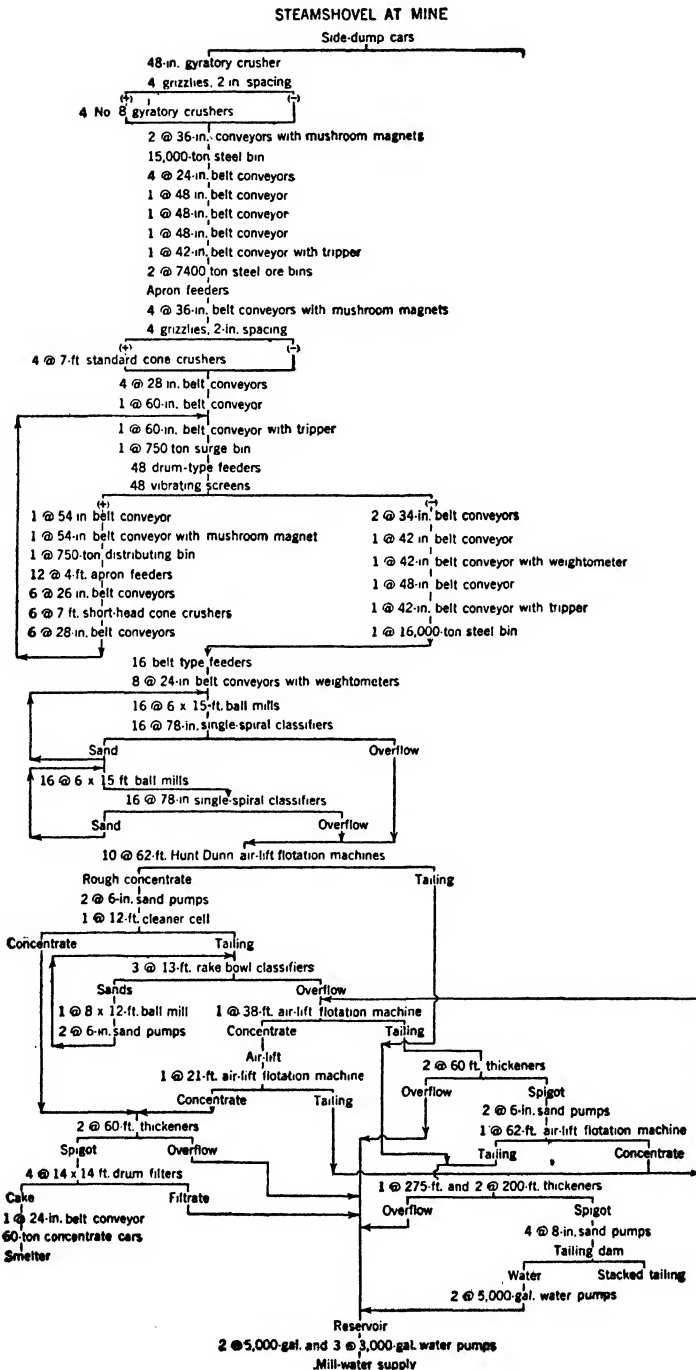 STEAMSHOVEL AT MINE
Side-dump cars
48-in. gyratory crusher
4 grizzlies, 2 in spacing
(+) (-)
4 No 8 gyratory crushers
2 @ 36-in. conveyors with mushroom magnets
15,000-ton steel bin
4 @ 24-in. belt conveyors
1 @ 48 in. belt conveyor
1 @ 48-in. belt conveyor
1 @ 48-in. belt conveyor
1 @ 42-in. belt conveyor with tripper
2 @ 7400 ton steel ore bins
Apron feeders
4 @ 36-in. belt conveyors with mushroom magnets
4 grizzlies, 2-in. spacing
(+) (-)
4 @ 7-ft standard cone crushers
4 @ 28 in. belt conveyors
1 @ 60-in. belt conveyor
1 @ 60-in. belt conveyor with tripper
1 @ 750 ton surge bin
48 drum-type feeders
48 vibrating screens
(+) (-)
1 @ 54 in belt conveyor
1 @ 54-in belt conveyor with mushroom magnet
1 @ 750-ton distributing bin
12 @ 4-ft. apron feeders
6 @ 26 in. belt conveyors
6 @ 7 ft. short-head cone crushers
6 @ 28-in. belt conveyors
2 @ 34-in. belt conveyors
1 @ 42 in belt conveyor
1 @ 42-in belt conveyor with weightometer
1 @ 48-in belt conveyor
1 @ 42-in. belt conveyor with tripper
1 @ 16,000-ton steel bin
16 belt type feeders
8 @ 24-in belt conveyors with weightometers
16 @ 6 x 15-ft. ball mills
16 @ 78-in. single-spiral classifiers
Sand Overflow
16 @ 6 x 15 ft ball mills
16 @ 78-in single-spiral classifiers
Sand Overflow
10 @ 62-ft. Hunt Dunn air-lift flotation machines
Rough concentrate Tailing
2 @ 6-in. sand pumps
1 @ 12-ft. cleaner cell
Concentrate Tailing
3 @ 13-ft. rake bowl classifiers
Sands Overflow
1 @ 8 x 12-ft. ball mill
2 @ 6-in. sand pumps
1 @ 38-ft. air-lift flotation machine
Concentrate Tailing
Air-lift
1 @ 21-ft. air-lift flotation machine
Concentrate Tailing
2 @ 60 ft. thickeners
Overflow Spigot
2 @ 6-in. sand pumps
1 @ 62-ft. air-lift flotation machine
Tailing Concentrate
2 @ 60-ft. thickeners
Spigot Overflow
4 @ 14 x 14 ft. drum filters
Cake Filtrate
1 @ 24-in. belt conveyor
60-ton concentrate cars
Smelter
1 @ 275-ft. and 2 @ 200-ft. thickeners
Overflow Spigot
4 @ 8-in. sand pumps
Tailing dam
Water Stacked tailing
2 @ 5,000-gal. water pumps
Reservoir
2 @ 5,000-gal. and 3 @ 3,000-gal. water pumps
Mill-water supply